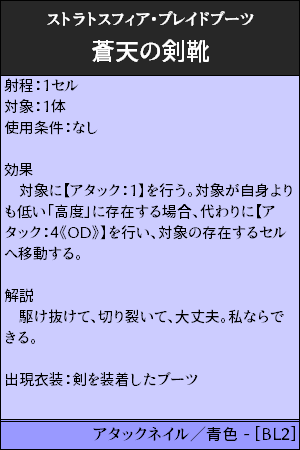 ストラトスフィア・ブレイドブーツ
蒼天の剣靴
射程：1セル
対象：1体
使用条件：なし
効果
　対象に【アタック：1】を行う。対象が自身より
も低い「高度」に存在する場合、代わりに【ア
タック：4《OD》】を行い、対象の存在するセル
へ移動する。
解説
　駆け抜けて、切り裂いて、大丈夫。私ならで
きる。
出現衣装：剣を装着したブーツ
アタックネイル／青色 - [BL2]